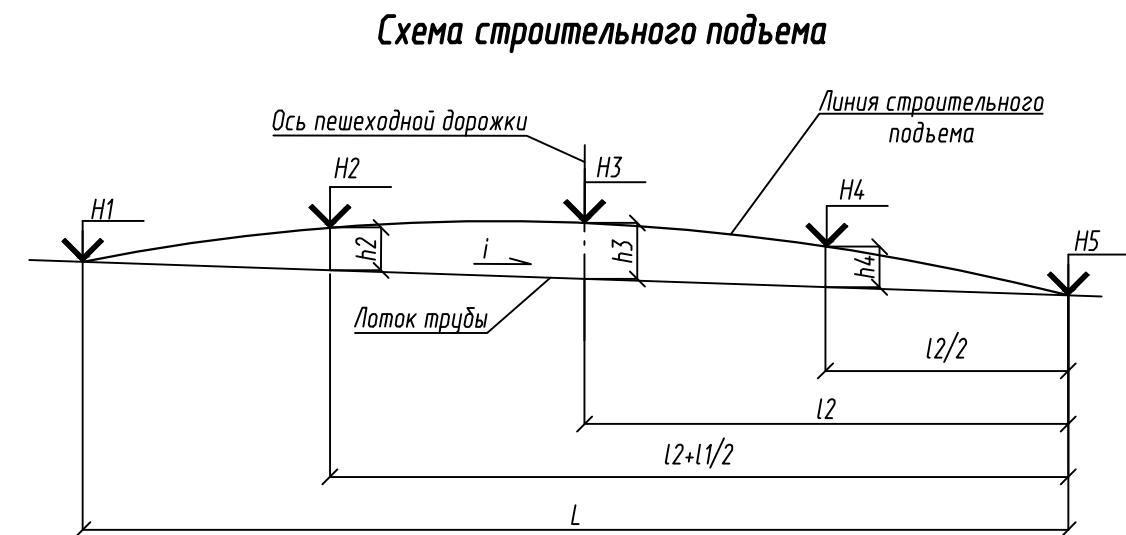 Схема строительного подъема
Линия строительного
подъема
Ось пешеходной дорожки
H1
H2
H3
H4
H5
h2
h3
h4
i
Лоток трубы
l2/2
l2
l2+l1/2
L